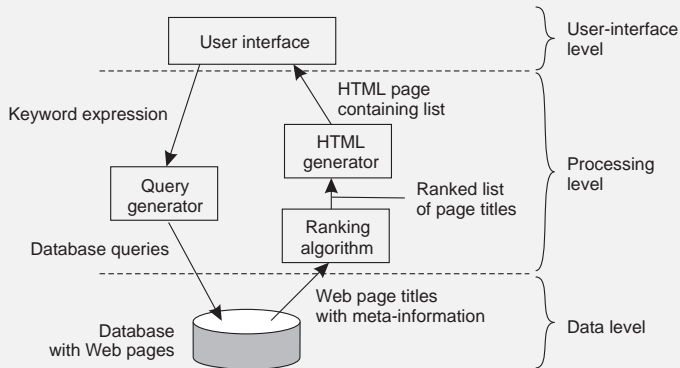 User interface
User-interface
level
HTML page
containing list
Keyword expression
HTML
generator
Processing
level
Query
generator
Ranked list
of page titles
Ranking
algorithm
Database queries
Web page titles
with meta-information
Database
with Web pages
Data level